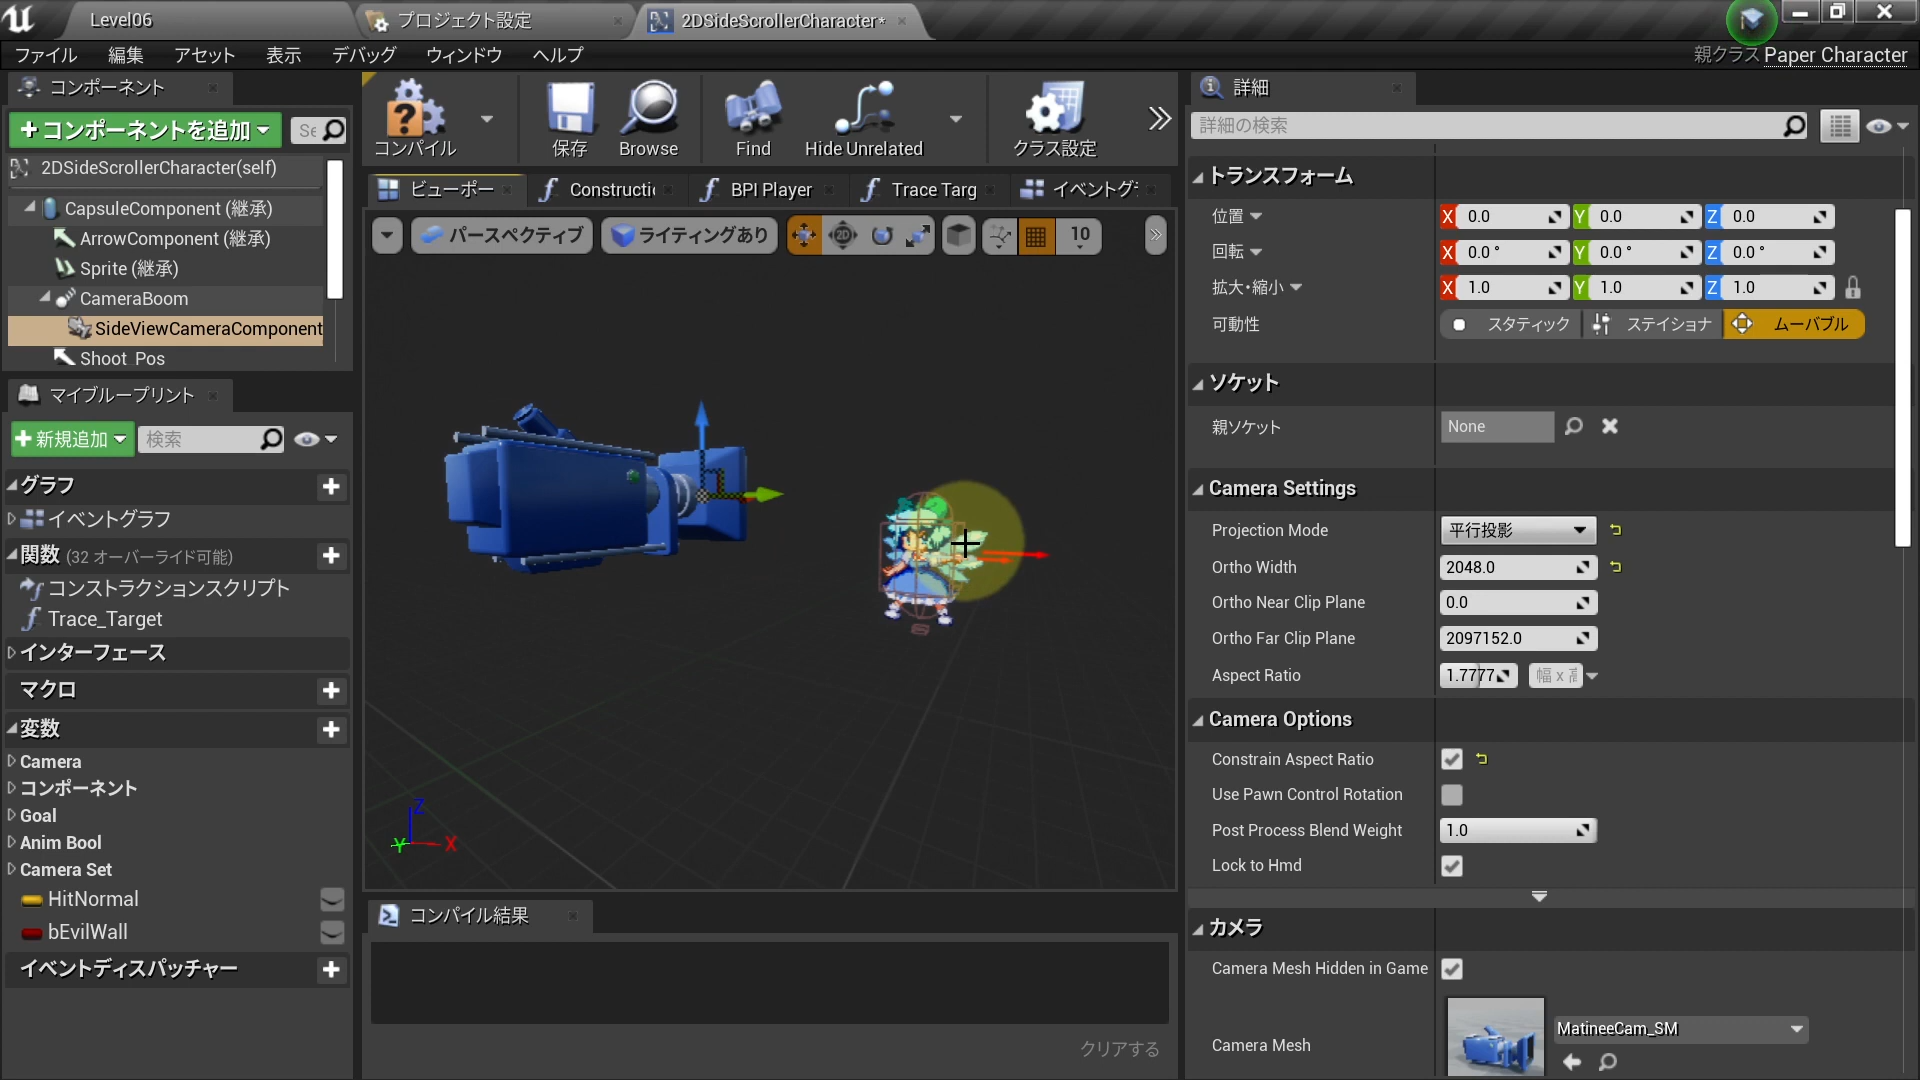 Level06
プロジェクト設定
2DSideScrollerCharacter*
ファイル 編集 アセット 表示 デバッグ ウィンドウ ヘルプ
親クラス Paper Character
コンポーネント
+コンポーネントを追加
Se
2DSideScrollerCharacter(self)
CapsuleComponent (継承)
ArrowComponent (継承)
Sprite (継承)
CameraBoom
SideViewCameraComponent
Shoot_Pos
マイブループリント
+新規追加
検索
グラフ
イベントグラフ
関数 (32 オーバーライド可能)
コンストラクションスクリプト
Trace_Target
インターフェース
マクロ
変数
Camera
コンポーネント
Goal
Anim Bool
Camera Set
HitNormal
bEvilWall
イベントディスパッチャー
コンパイル
保存
Browse
Find
Hide Unrelated
クラス設定
ビューポー
Constructi
BPI Player
Trace Targ
イベントグ
パースペクティブ
ライティングあり
10
Z
Y
X
コンパイル結果
クリアする
詳細
詳細の検索
トランスフォーム
位置 X 0.0 Y 0.0 Z 0.0
回転 X 0.0 ° Y 0.0 ° Z 0.0 °
拡大・縮小 X 1.0 Y 1.0 Z 1.0
可動性 スタティック ステイショナ ムーバブル
ソケット
親ソケット None
Camera Settings
Projection Mode 平行投影
Ortho Width 2048.0
Ortho Near Clip Plane 0.0
Ortho Far Clip Plane 2097152.0
Aspect Ratio 1.7777 幅 x
Camera Options
Constrain Aspect Ratio
Use Pawn Control Rotation
Post Process Blend Weight 1.0
Lock to Hmd
カメラ
Camera Mesh Hidden in Game
Camera Mesh
MatineeCam_SM